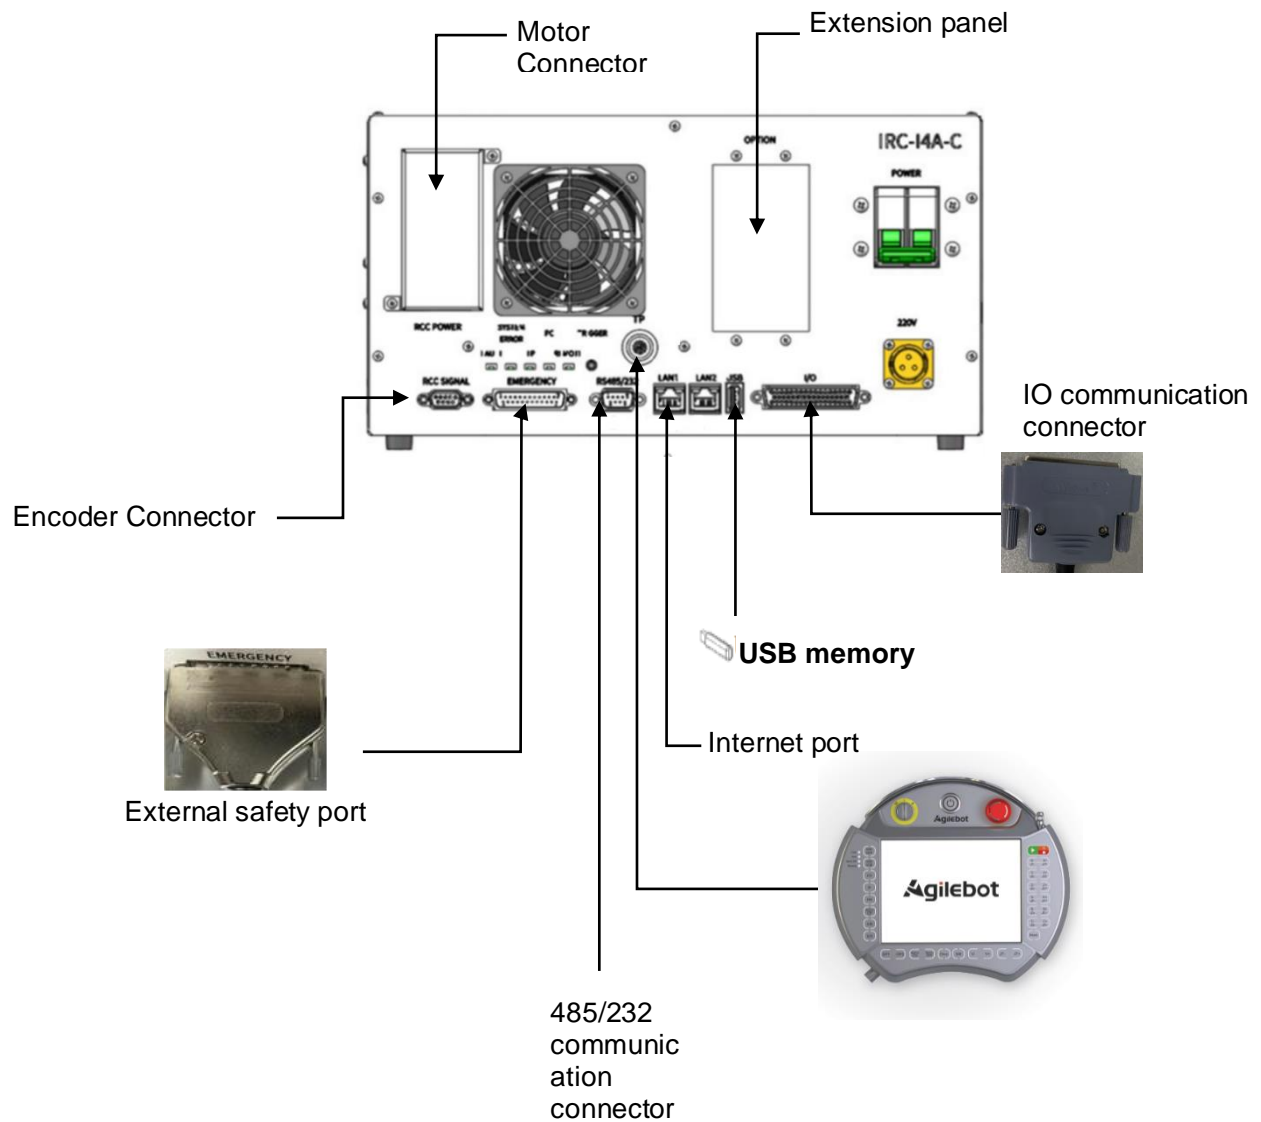 Motor
Connector
Extension panel
OPTION
IRC-I4A-C
POWER
RCC POWER
ERROR
PC
TP
220V
RCC SIGNAL
EMERGENCY
RS485/232
LAN1
LAN2
I/O
IO communication
connector
Encoder Connector
USB memory
EMERGENCY
Internet port
External safety port
Agilebot
Agilebot
485/232
communic
ation
connector